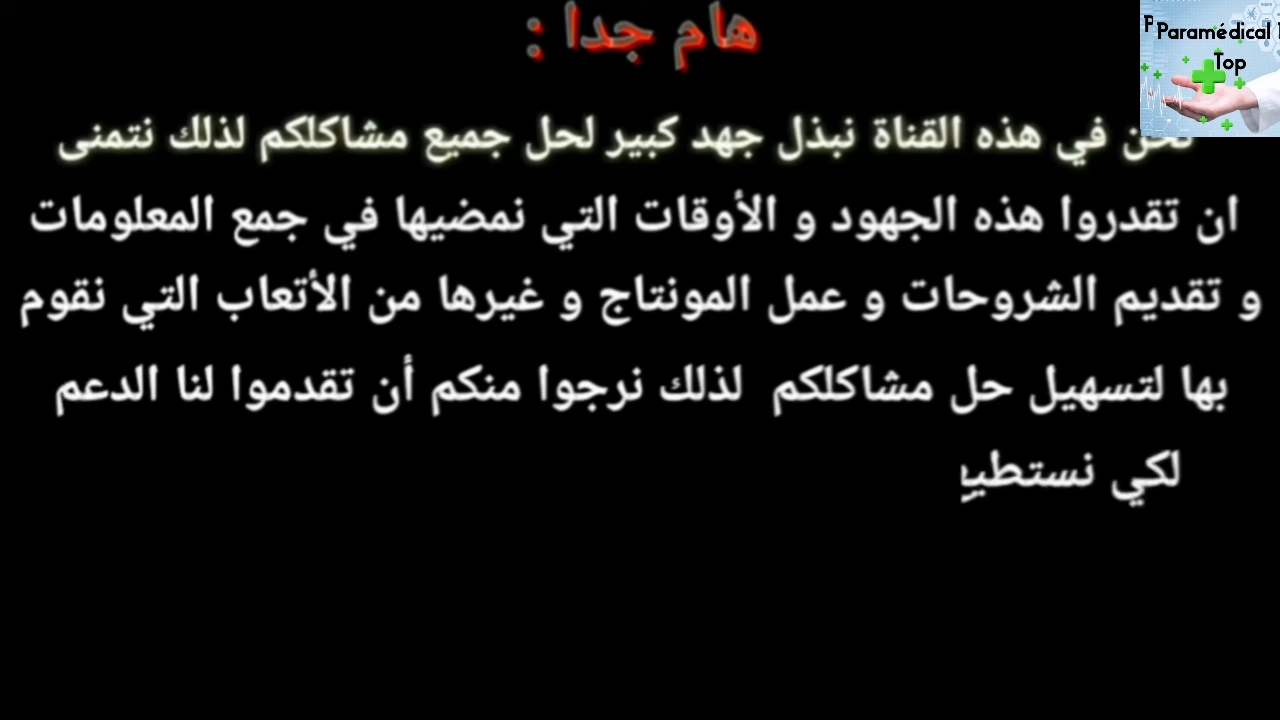 هام جدا :
نحن في هذه القناة نبذل جهد كبير لحل جميع مشاكلكم لذلك نتمنى
ان تقدروا هذه الجهود و الأوقات التي نمضيها في جمع المعلومات
و تقديم الشروحات و عمل المونتاج و غيرها من الأتعاب التي نقوم
بها لتسهيل حل مشاكلكم لذلك نرجوا منكم أن تقدموا لنا الدعم
لكي
Paramédical
Top